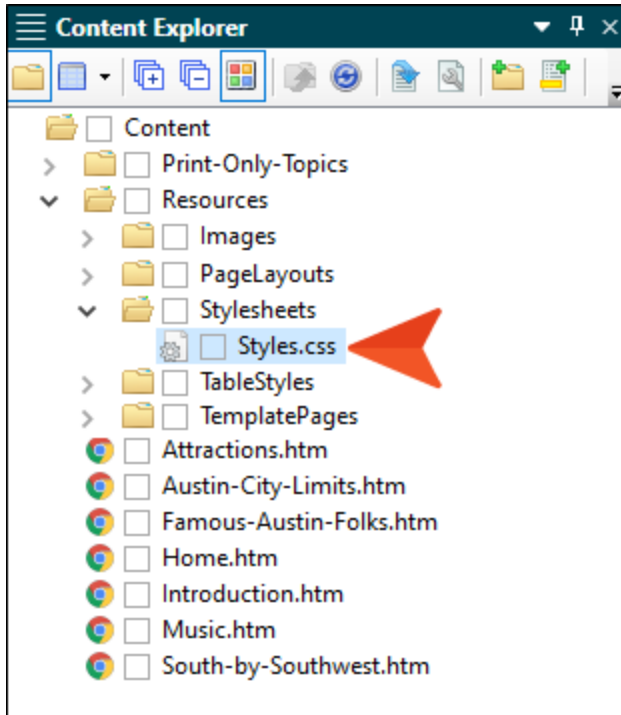 Content Explorer
Content
Print-Only-Topics
Resources
Images
PageLayouts
Stylesheets
Styles.css
TableStyles
TemplatePages
Attractions.htm
Austin-City-Limits.htm
Famous-Austin-Folks.htm
Home.htm
Introduction.htm
Music.htm
South-by-Southwest.htm